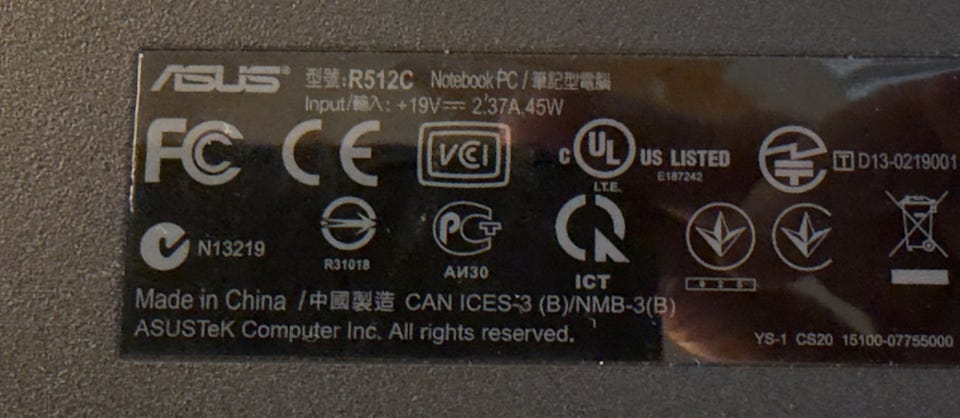 ASUS® 型號:R512C Notebook PC / 筆記型電腦
Input/輸入: +19V⎓ 2.37A,45W
FC CE VCI C UL US LISTED T D13-0219001
I.T.E. E187242
N13219 R31018 PCT АИ30 ICT
Made in China / 中國製造 CAN ICES-3 (B)/NMB-3(B)
ASUSTeK Computer Inc. All rights reserved.
YS-1 CS20 15100-07755000